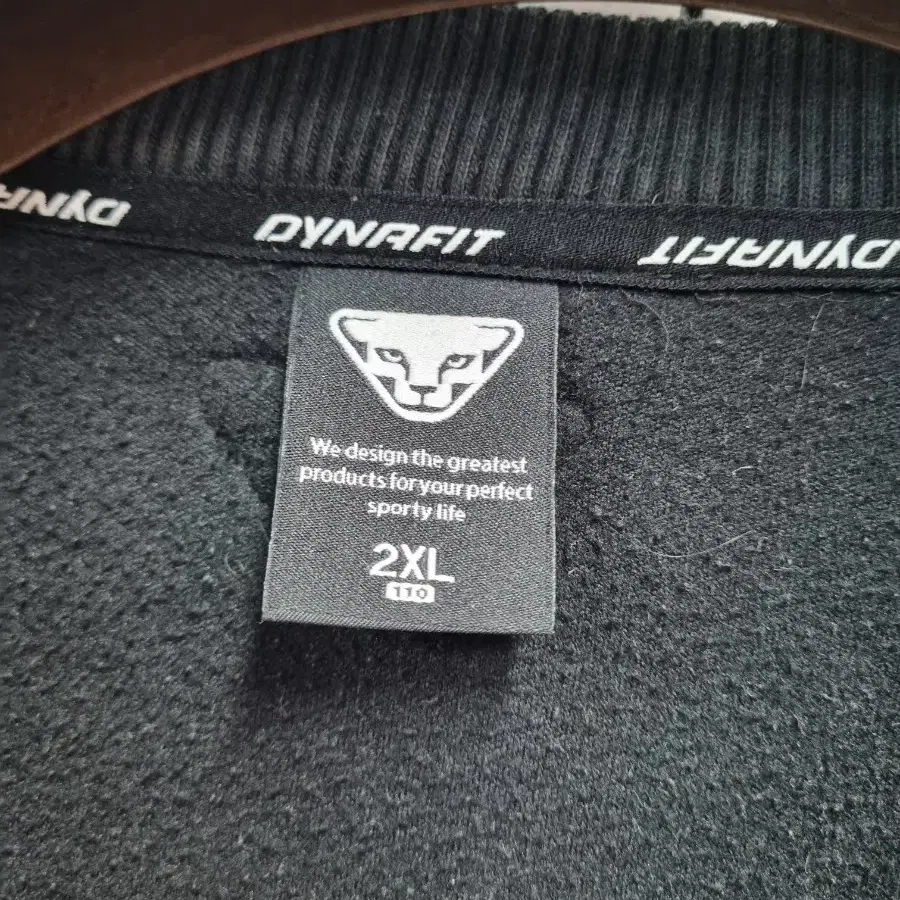 DYNAFIT
DYNAFIT
DYNAFIT
We design the greatest
products for your perfect
sporty life
2XL
110